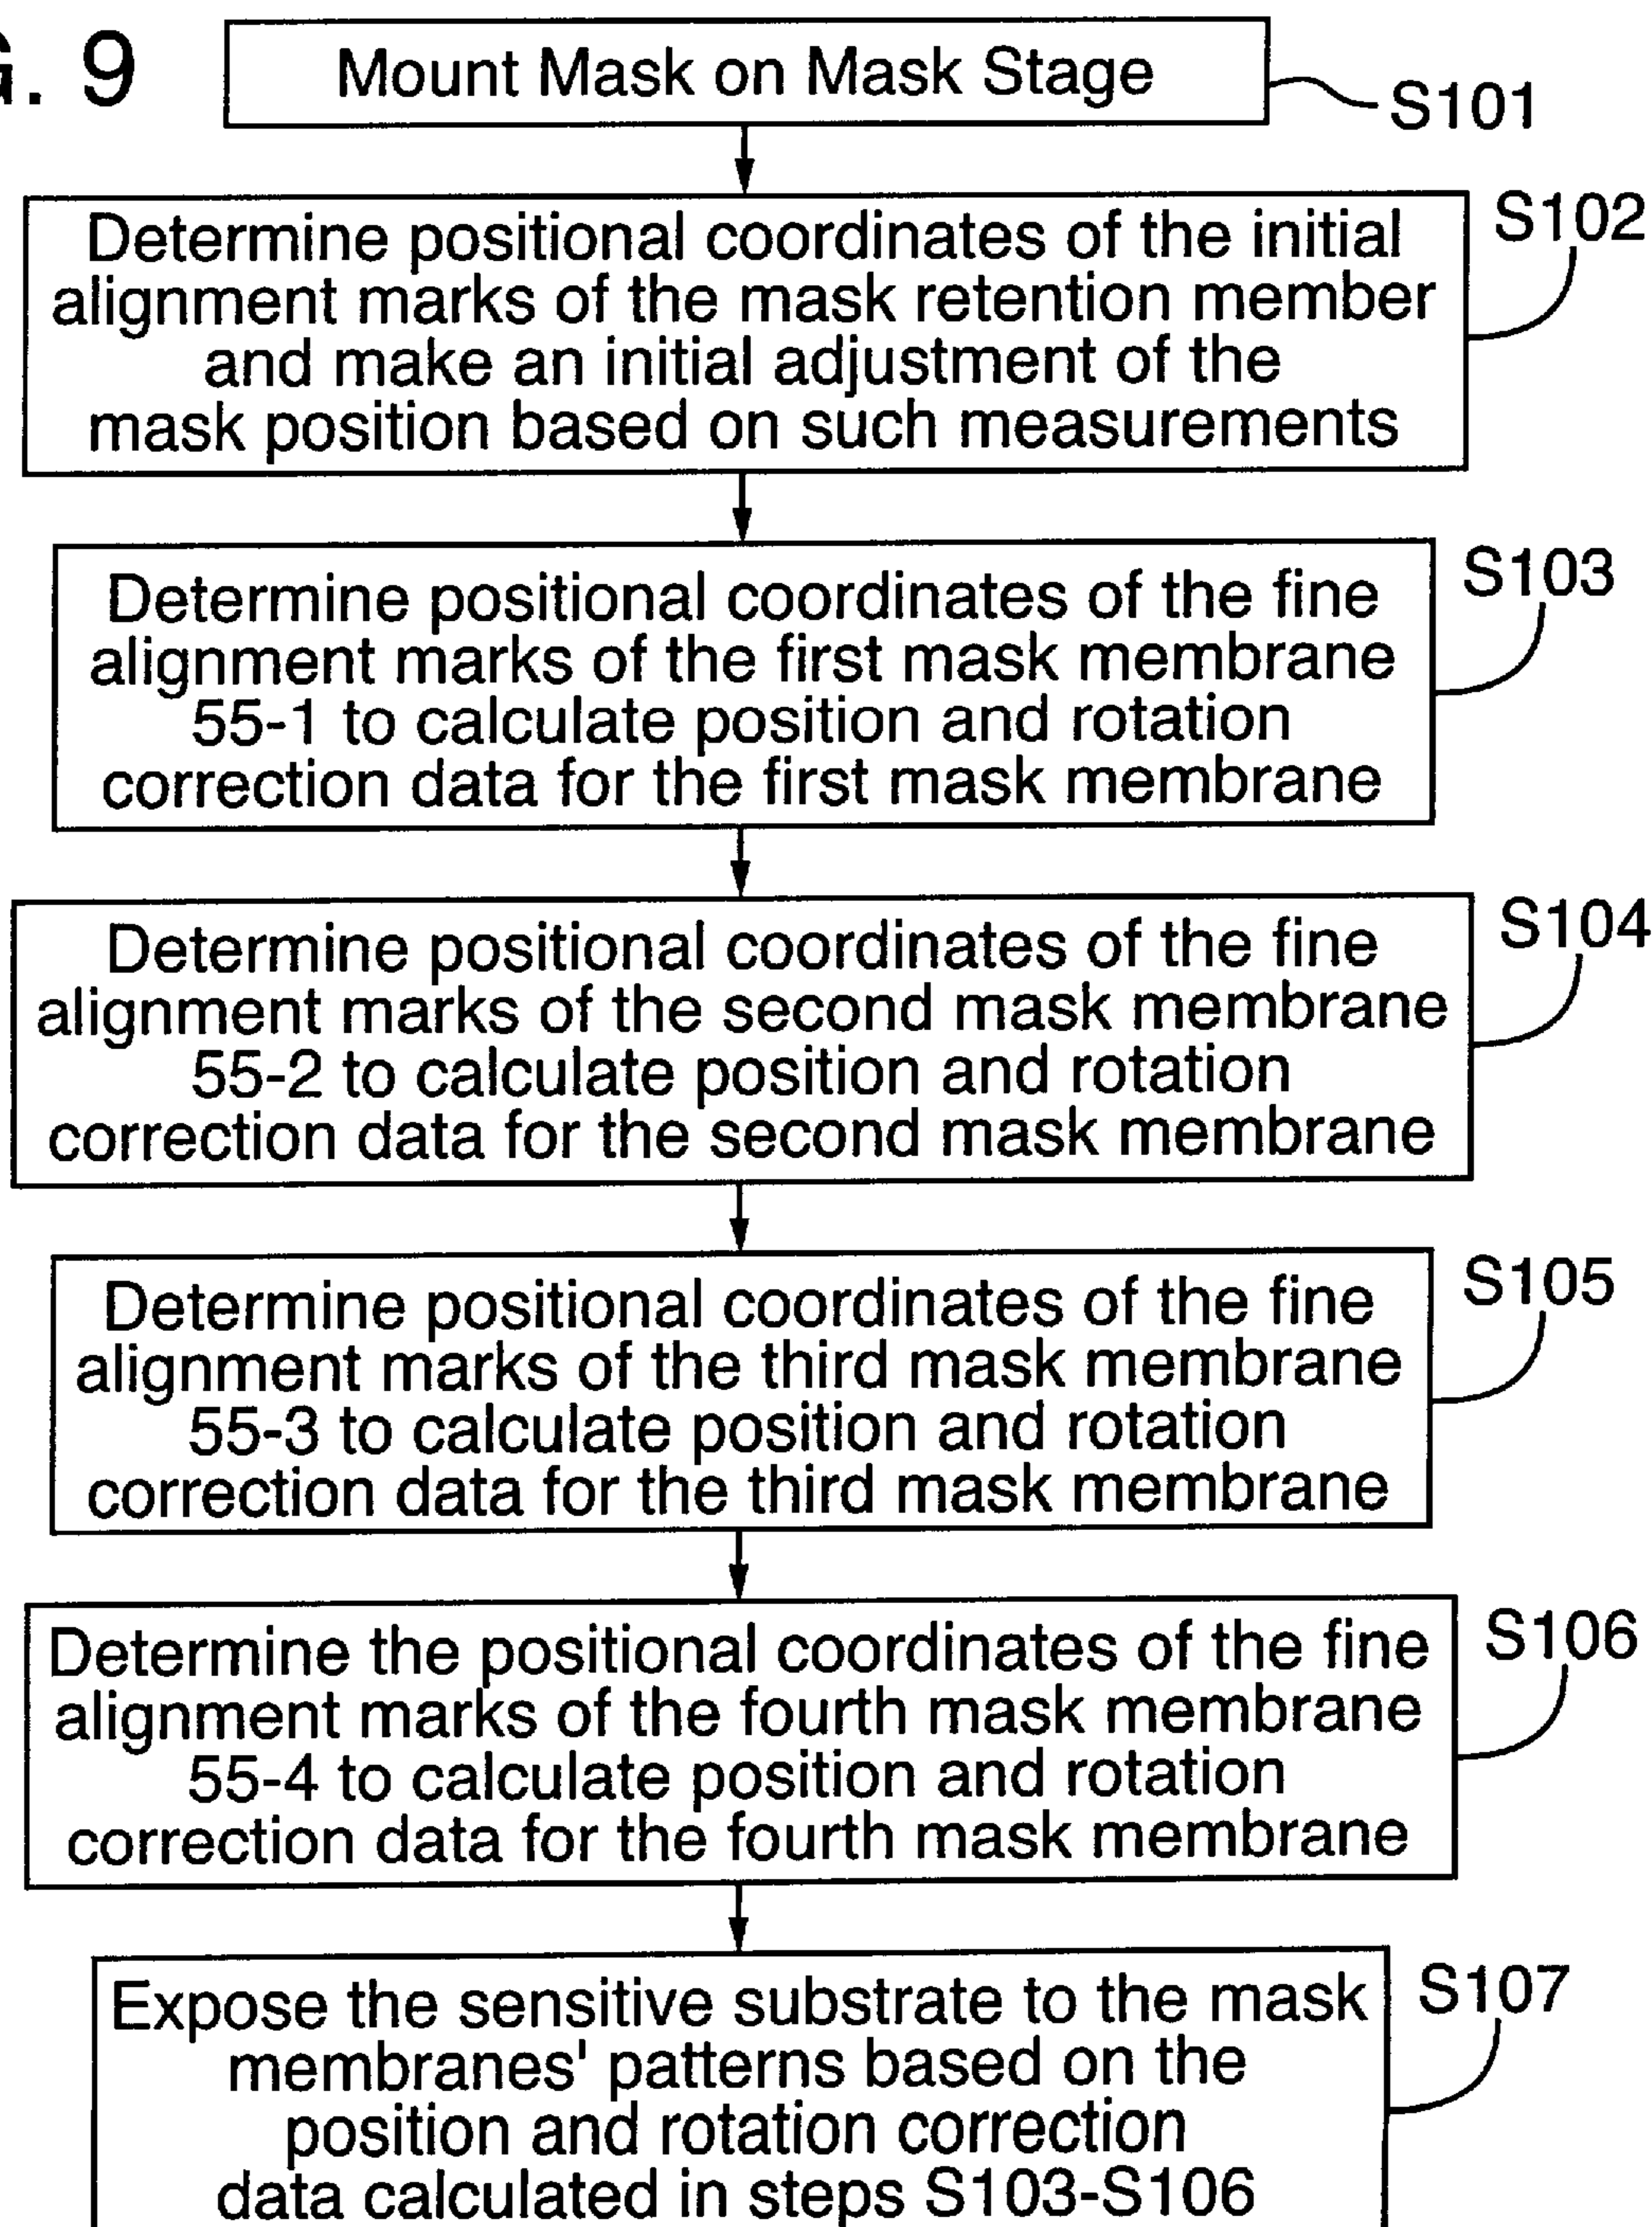 G. 9
Mount Mask on Mask Stage
S101
S102
Determine positional coordinates of the initial
alignment marks of the mask retention member
and make an initial adjustment of the
mask position based on such measurements
S103
Determine positional coordinates of the fine
alignment marks of the first mask membrane
55-1 to calculate position and rotation
correction data for the first mask membrane
S104
Determine positional coordinates of the fine
alignment marks of the second mask membrane
55-2 to calculate position and rotation
correction data for the second mask membrane
S105
Determine positional coordinates of the fine
alignment marks of the third mask membrane
55-3 to calculate position and rotation
correction data for the third mask membrane
S106
Determine the positional coordinates of the fine
alignment marks of the fourth mask membrane
55-4 to calculate position and rotation
correction data for the fourth mask membrane
S107
Expose the sensitive substrate to the mask
membranes' patterns based on the
position and rotation correction
data calculated in steps S103-S106